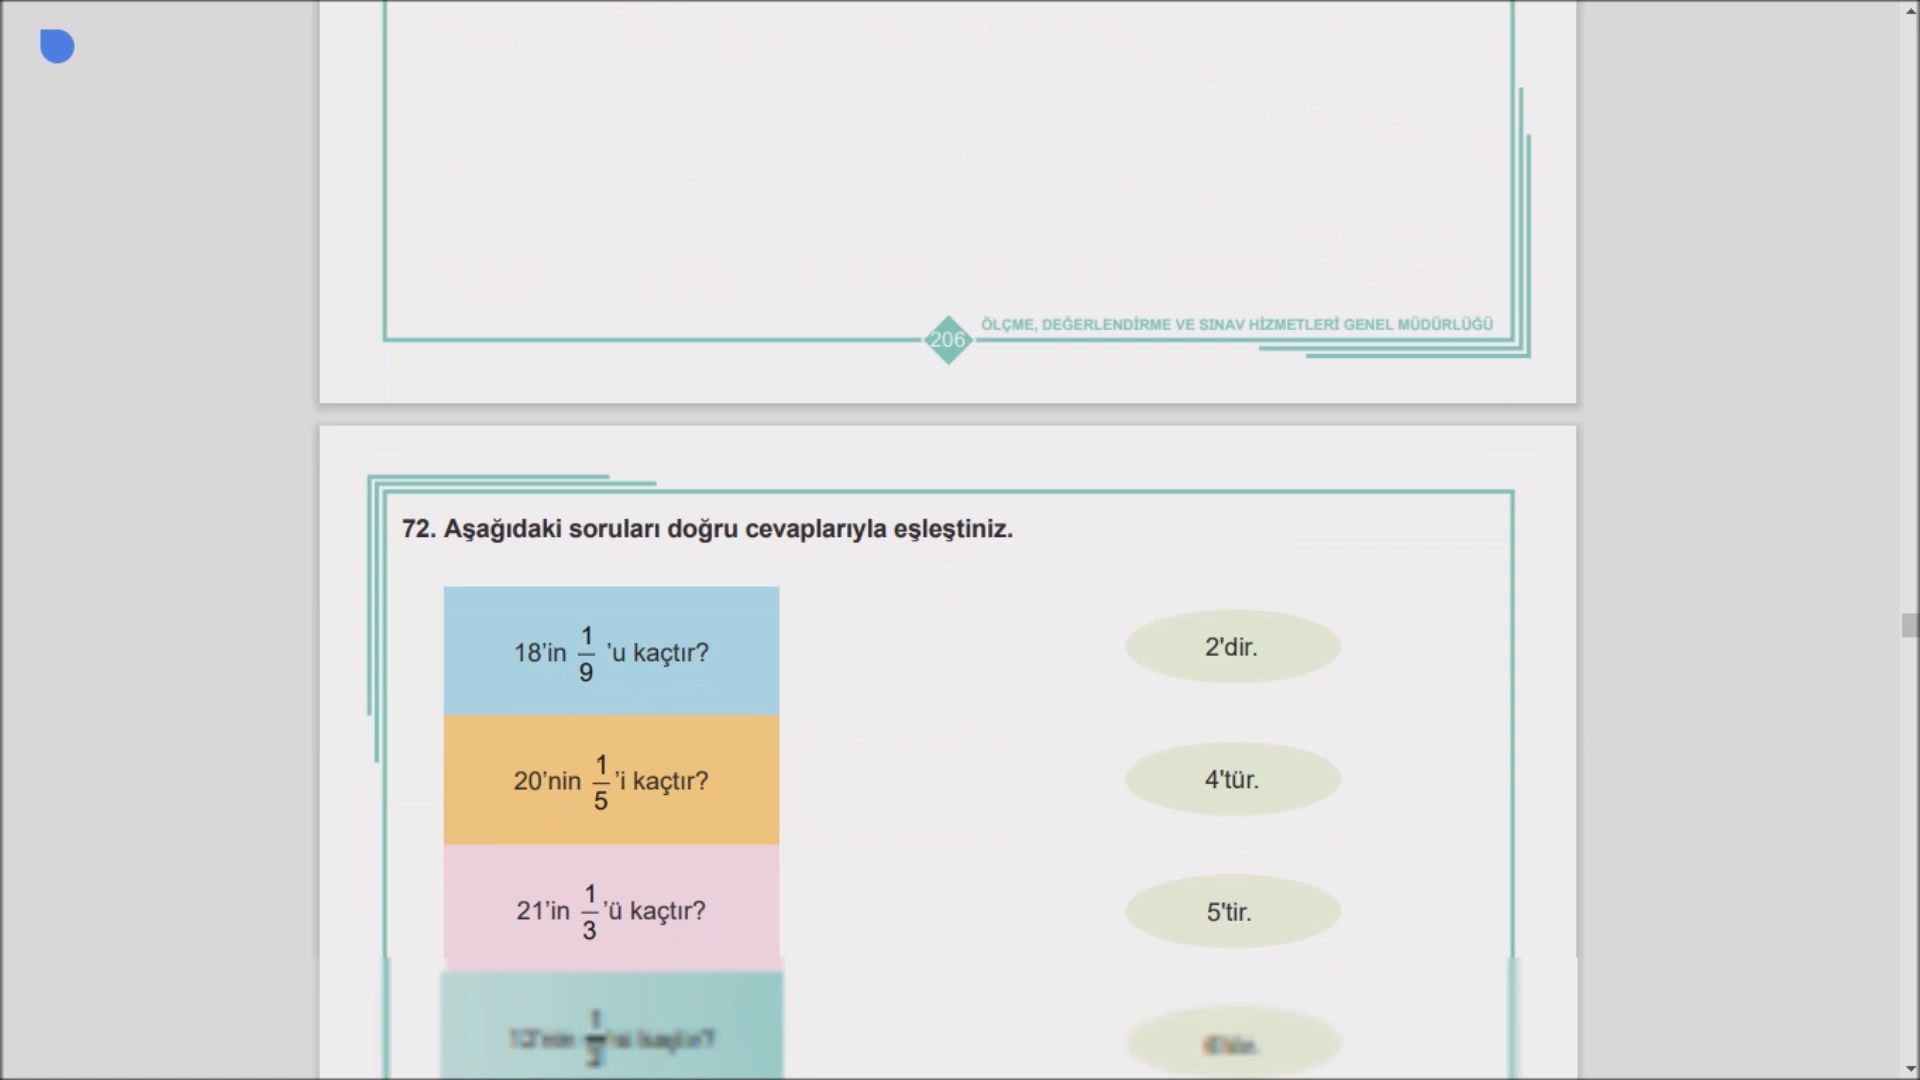 206
ÖLÇME, DEĞERLENDİRME VE SINAV HİZMETLERİ GENEL MÜDÜRLÜĞÜ
72. Aşağıdaki soruları doğru cevaplarıyla eşleştiniz.
18’in 1/9 ’u kaçtır?
2'dir.
20’nin 1/5 ’i kaçtır?
4'tür.
21’in 1/3 ’ü kaçtır?
5'tir.